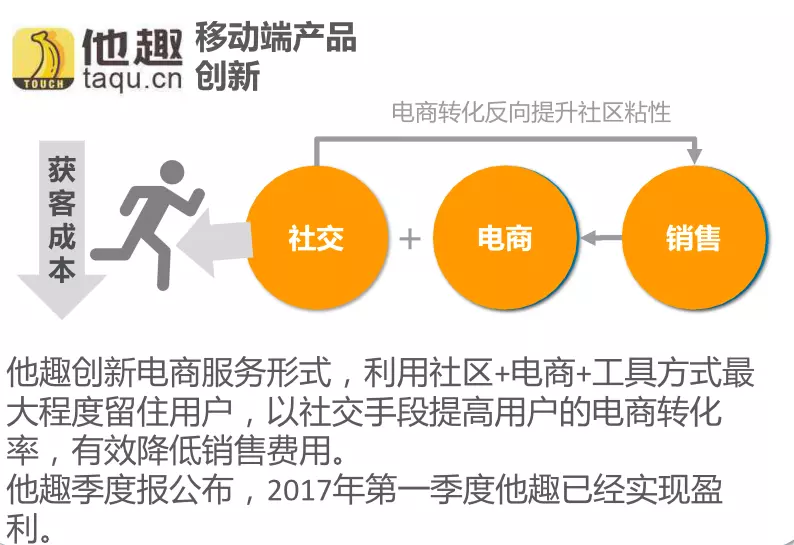 他趣
taqu.cn
TOUCH
移动端产品
创新
电商转化反向提升社区粘性
获客成本
社交
+
电商
销售
他趣创新电商服务形式，利用社区+电商+工具方式最
大程度留住用户，以社交手段提高用户的电商转化
率，有效降低销售费用。
他趣季度报公布，2017年第一季度他趣已经实现盈
利。